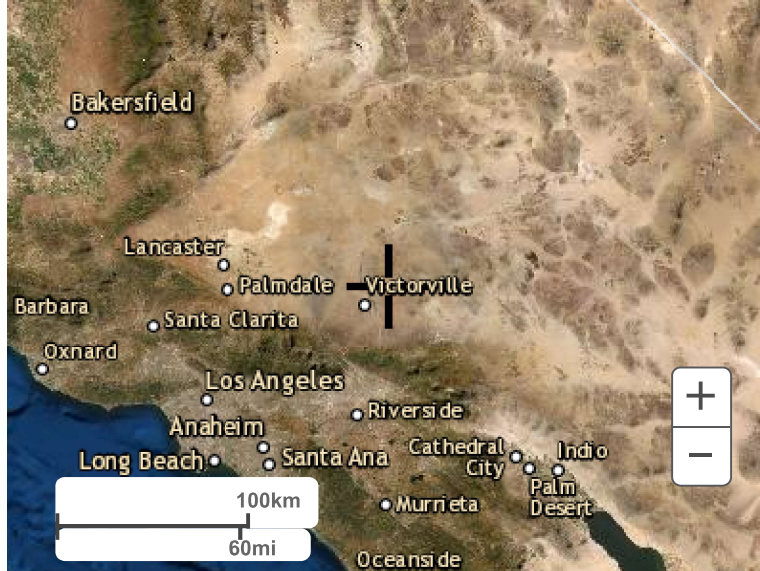 Bakersfield
Lancaster
Palmdale
Victorville
Barbara
Santa Clarita
Oxnard
Los Angeles
Riverside
Anaheim
Cathedral
City
Indio
Long Beach
Santa Ana
Palm
Desert
Murrieta
100km
60mi
Oceanside
+
−